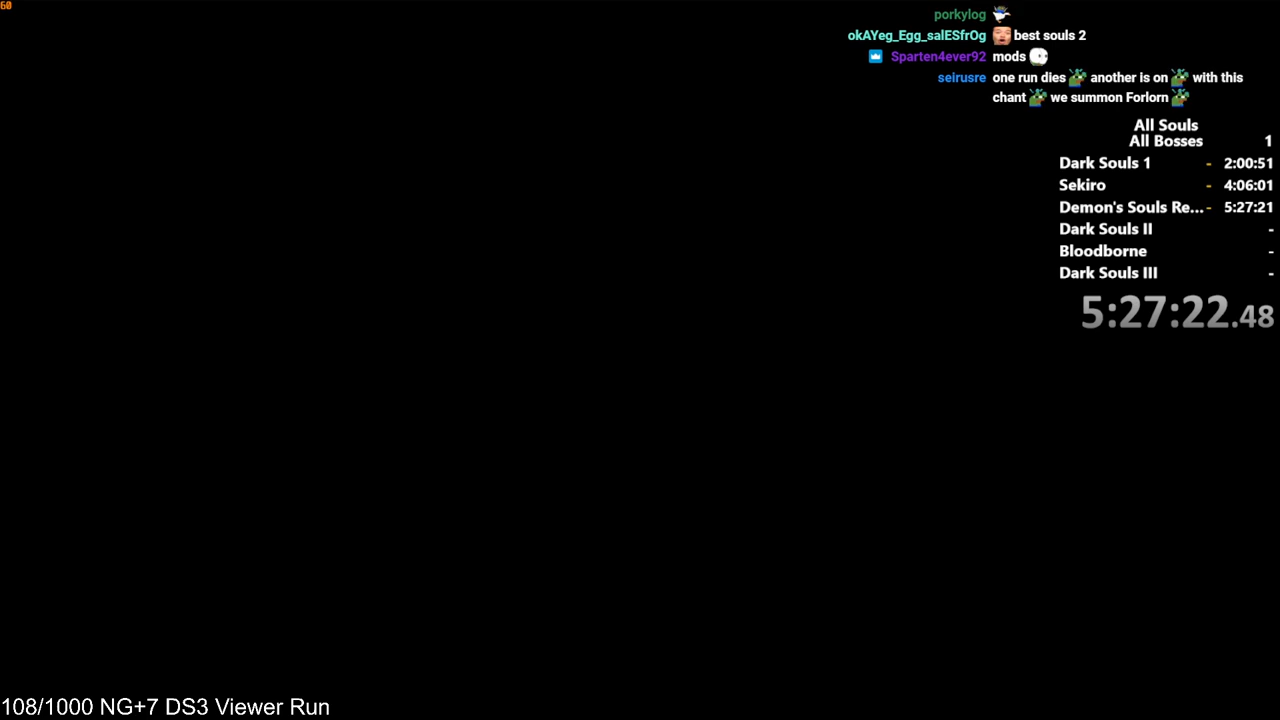 60
porkylog
okAYeg_Egg_salESfrOg best souls 2
Sparten4ever92 mods
seirusre one run dies another is on with this
chant we summon Forlorn
All Souls
All Bosses 1
Dark Souls 1 - 2:00:51
Sekiro - 4:06:01
Demon's Souls Re... - 5:27:21
Dark Souls II -
Bloodborne -
Dark Souls III -
5:27:22.48
108/1000 NG+7 DS3 Viewer Run